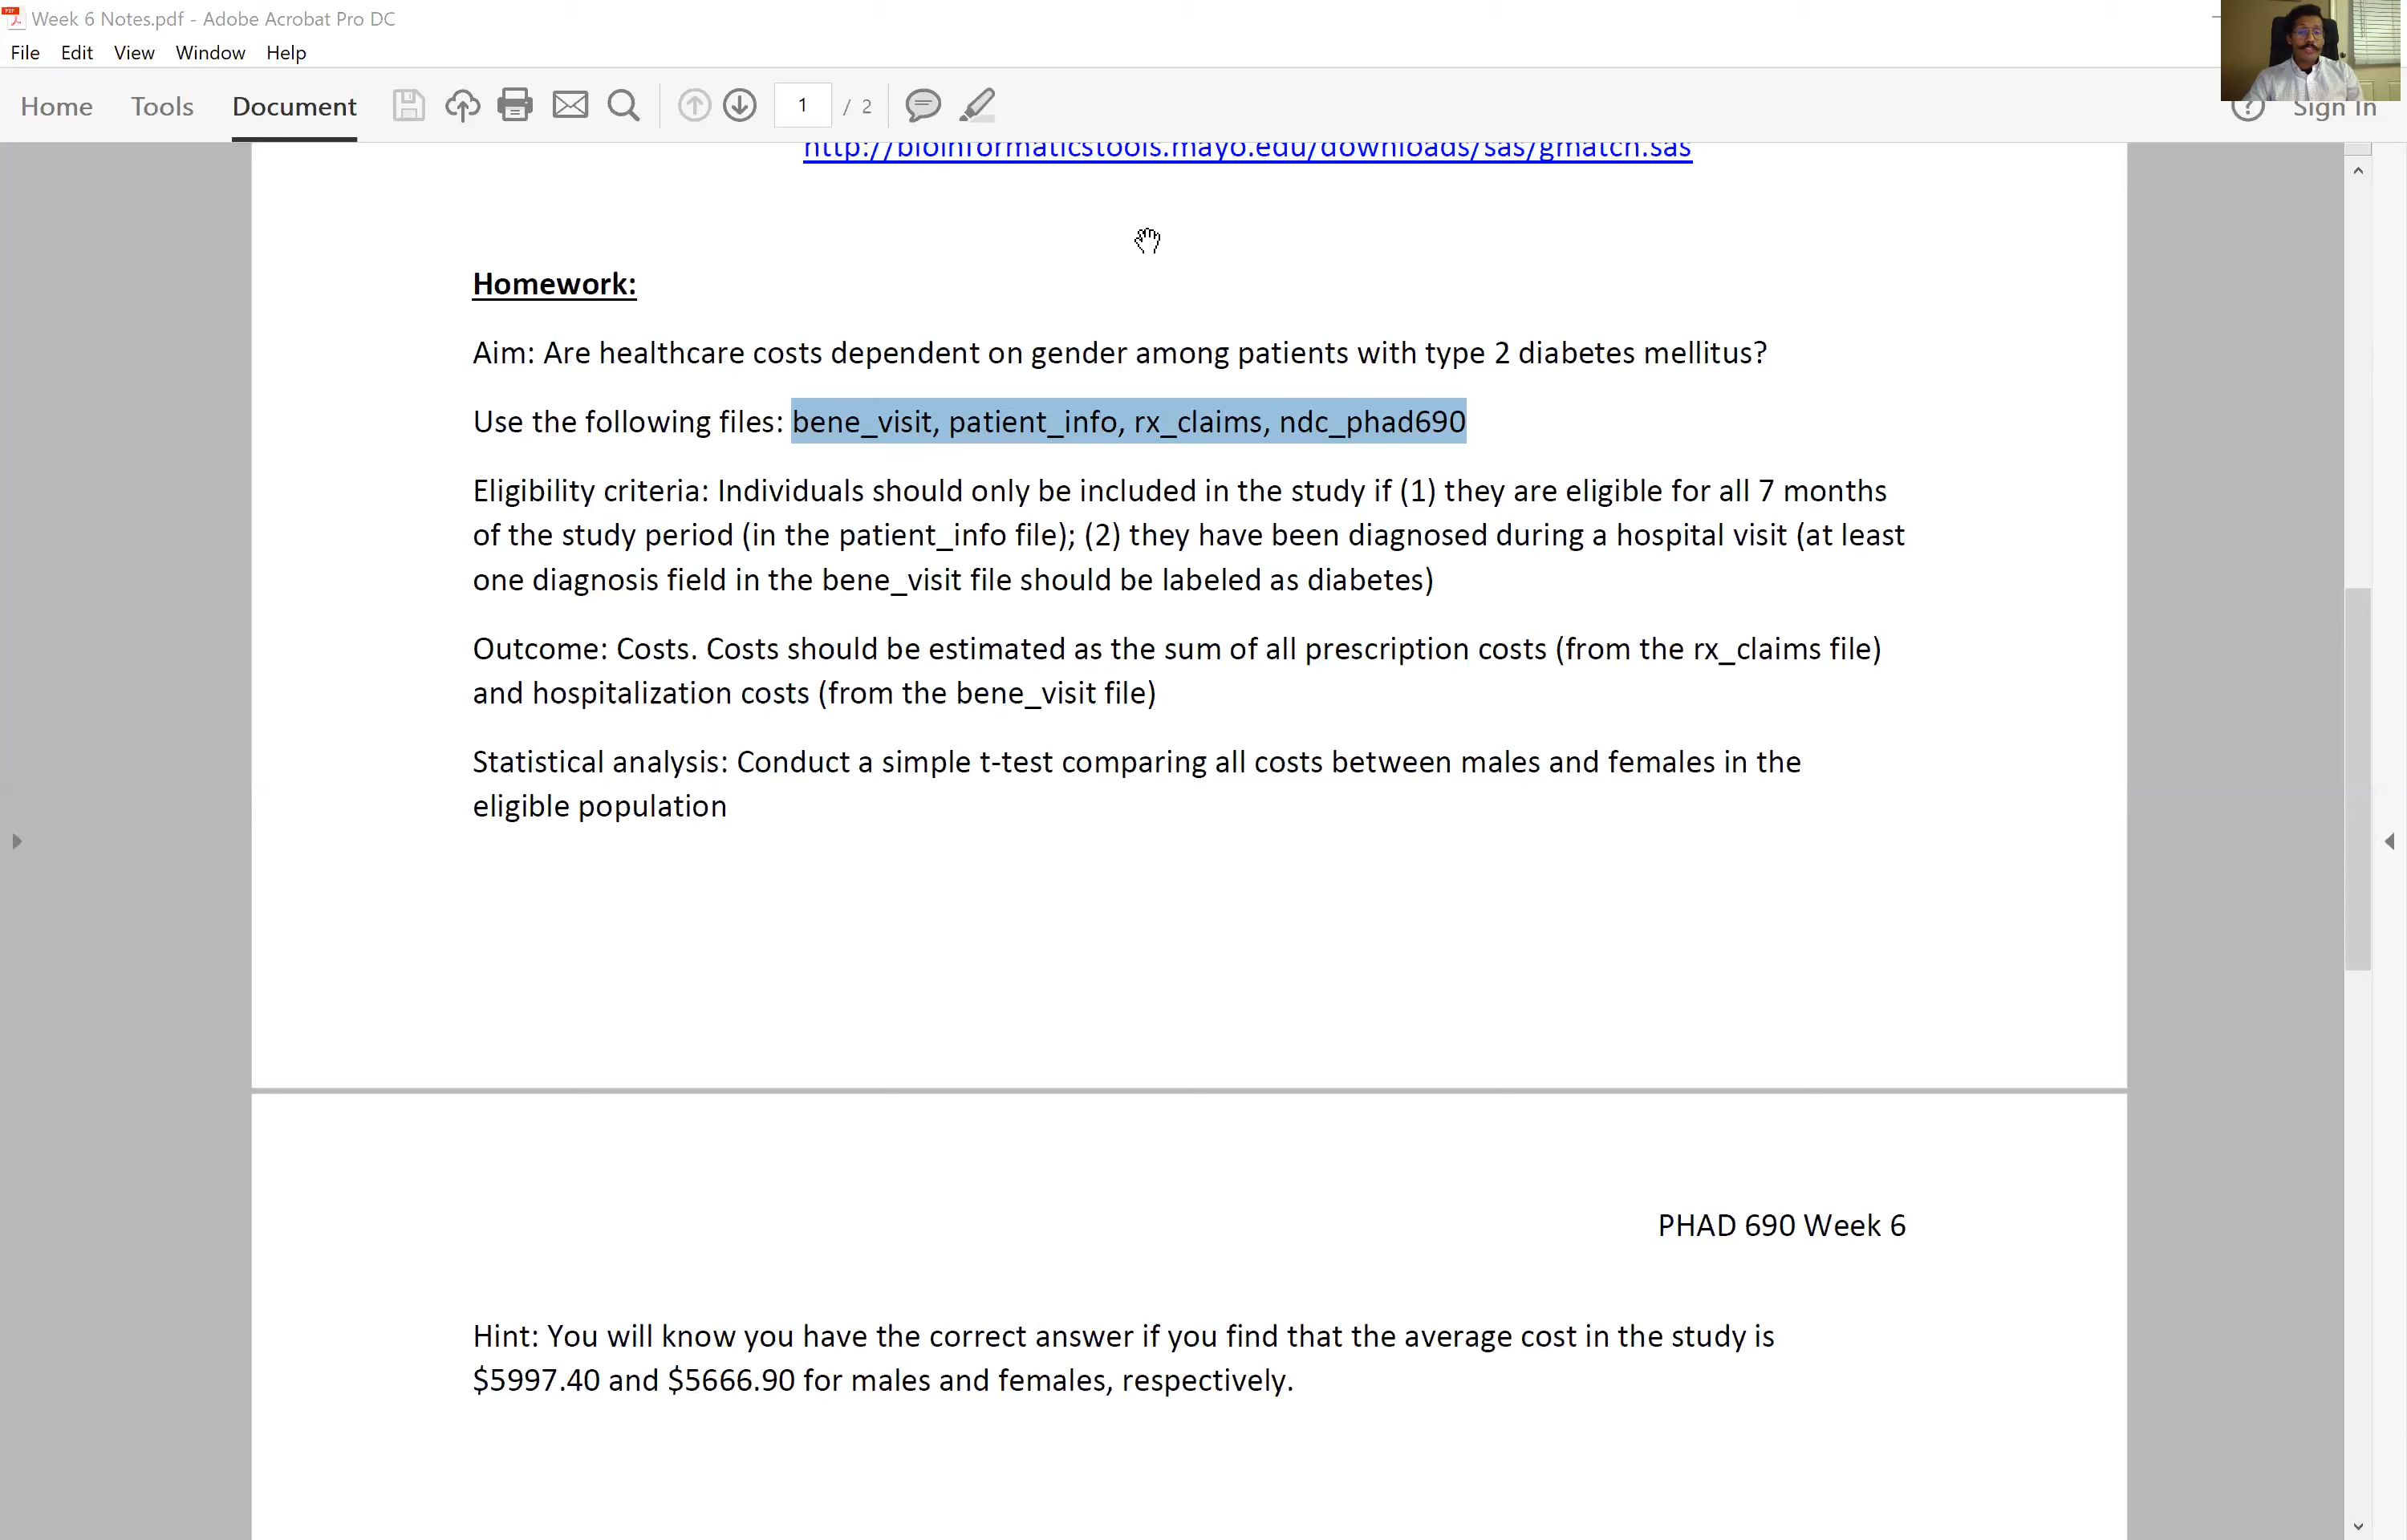 Week 6 Notes.pdf - Adobe Acrobat Pro DC
File Edit View Window Help
Home Tools Document 1 / 2 Sign In
http://bioinformaticstools.mayo.edu/downloads/sas/gmatch.sas
Homework:
Aim: Are healthcare costs dependent on gender among patients with type 2 diabetes mellitus?
Use the following files: bene_visit, patient_info, rx_claims, ndc_phad690
Eligibility criteria: Individuals should only be included in the study if (1) they are eligible for all 7 months
of the study period (in the patient_info file); (2) they have been diagnosed during a hospital visit (at least
one diagnosis field in the bene_visit file should be labeled as diabetes)
Outcome: Costs. Costs should be estimated as the sum of all prescription costs (from the rx_claims file)
and hospitalization costs (from the bene_visit file)
Statistical analysis: Conduct a simple t-test comparing all costs between males and females in the
eligible population
PHAD 690 Week 6
Hint: You will know you have the correct answer if you find that the average cost in the study is
$5997.40 and $5666.90 for males and females, respectively.